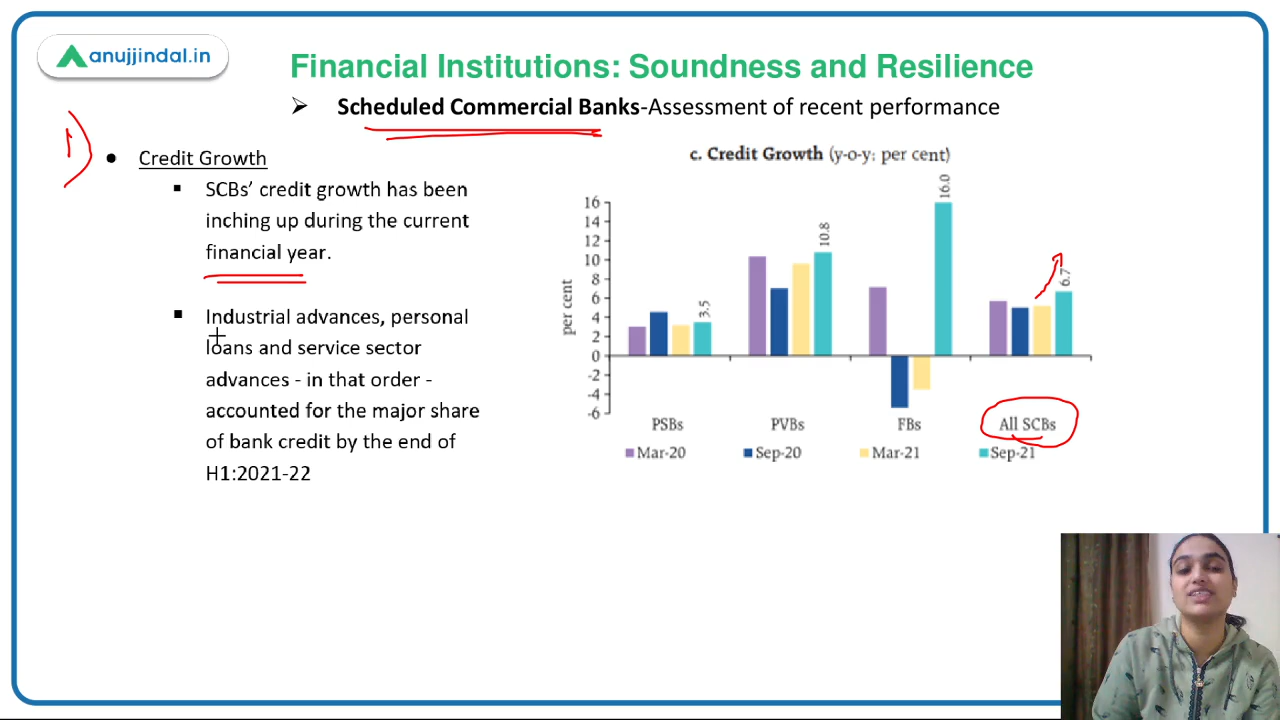 anujjindal.in
Financial Institutions: Soundness and Resilience
➢ Scheduled Commercial Banks-Assessment of recent performance
1)
• Credit Growth
▪ SCBs’ credit growth has been
inching up during the current
financial year.
▪ Industrial advances, personal
loans and service sector
advances - in that order -
accounted for the major share
of bank credit by the end of
H1:2021-22
c. Credit Growth (y-o-y: per cent)
per cent
16
14
12
10
8
6
4
2
0
-2
-4
-6
3.5
10.8
16.0
6.7
PSBs PVBs FBs All SCBs
Mar-20 Sep-20 Mar-21 Sep-21